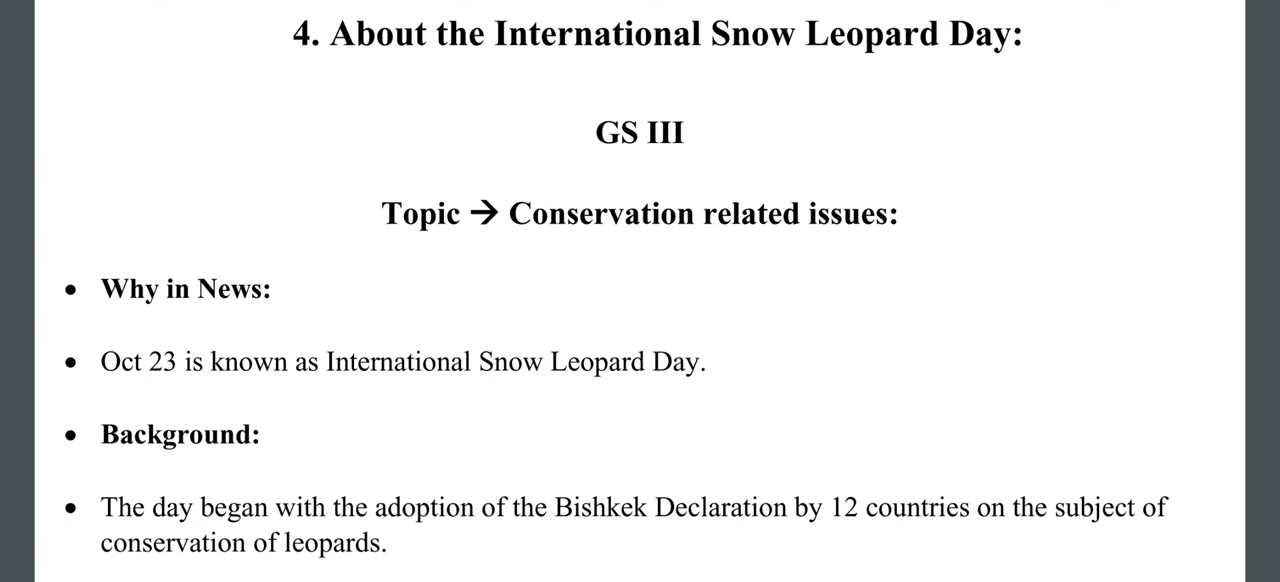 4. About the International Snow Leopard Day:
GS III
Topic → Conservation related issues:
• Why in News:
• Oct 23 is known as International Snow Leopard Day.
• Background:
• The day began with the adoption of the Bishkek Declaration by 12 countries on the subject of
conservation of leopards.